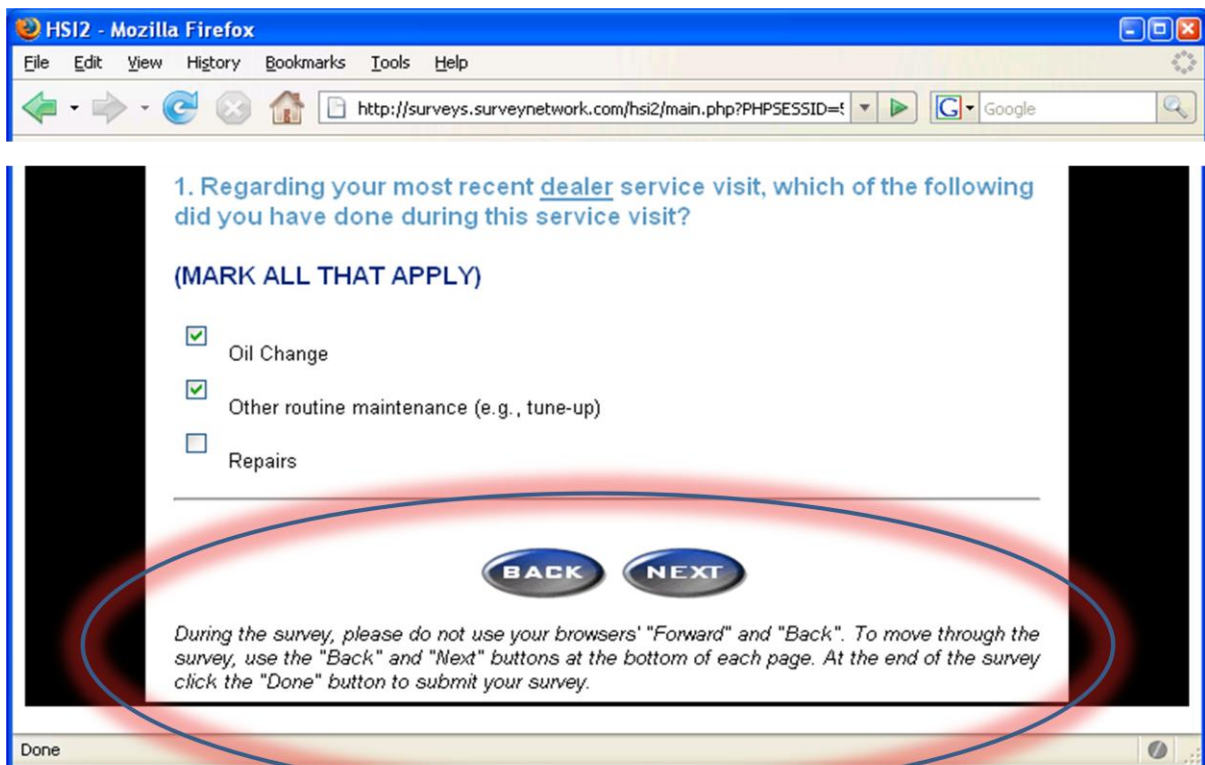 HSI2 - Mozilla Firefox
File Edit View History Bookmarks Tools Help
http://surveys.surveynetwork.com/hsi2/main.php?PHPSESSID= G Google
1. Regarding your most recent dealer service visit, which of the following
did you have done during this service visit?
(MARK ALL THAT APPLY)
Oil Change
Other routine maintenance (e.g., tune-up)
Repairs
BACK NEXT
During the survey, please do not use your browsers' "Forward" and "Back". To move through the
survey, use the "Back" and "Next" buttons at the bottom of each page. At the end of the survey
click the "Done" button to submit your survey.
Done